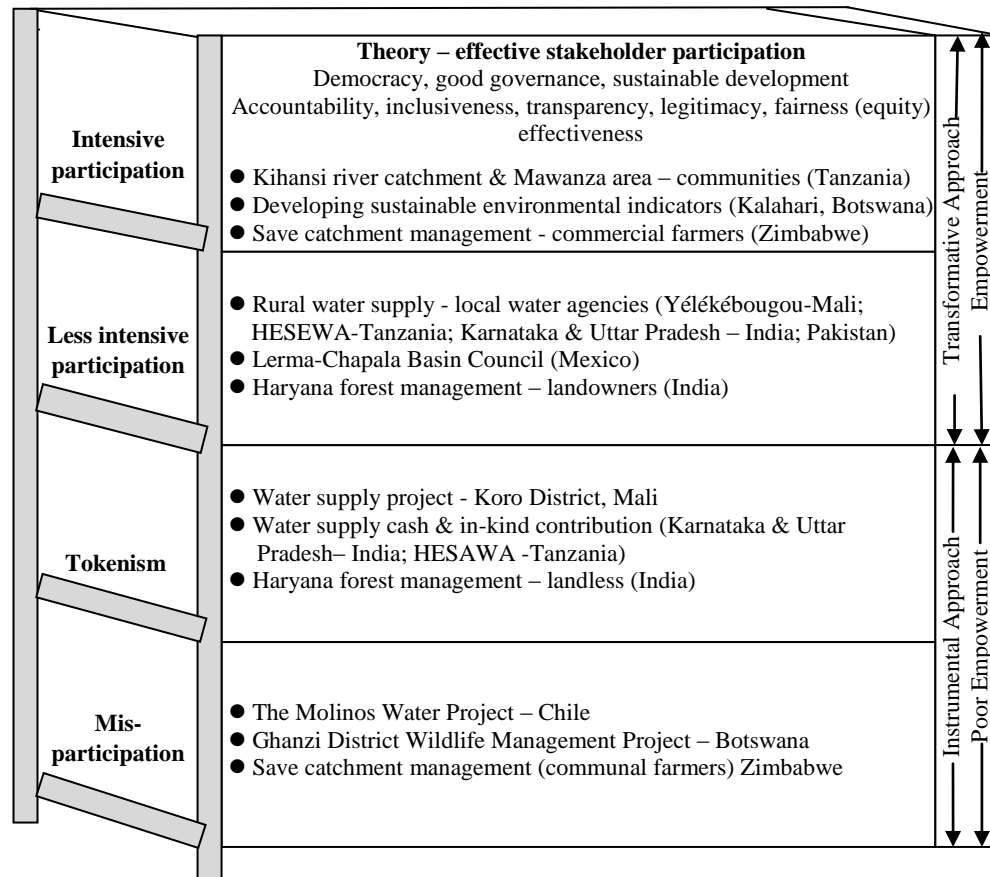 Theory – effective stakeholder participation
Democracy, good governance, sustainable development
Accountability, inclusiveness, transparency, legitimacy, fairness (equity)
effectiveness
Intensive
participation
● Kihansi river catchment & Mawanza area – communities (Tanzania)
● Developing sustainable environmental indicators (Kalahari, Botswana)
● Save catchment management - commercial farmers (Zimbabwe)
Less intensive
participation
● Rural water supply - local water agencies (Yélékébougou-Mali;
HESEWA-Tanzania; Karnataka & Uttar Pradesh – India; Pakistan)
● Lerma-Chapala Basin Council (Mexico)
● Haryana forest management – landowners (India)
Transformative Approach
Empowerment
Tokenism
● Water supply project - Koro District, Mali
● Water supply cash & in-kind contribution (Karnataka & Uttar
Pradesh– India; HESAWA -Tanzania)
● Haryana forest management – landless (India)
Mis-
participation
● The Molinos Water Project – Chile
● Ghanzi District Wildlife Management Project – Botswana
● Save catchment management (communal farmers) Zimbabwe
Instrumental Approach
Poor Empowerment